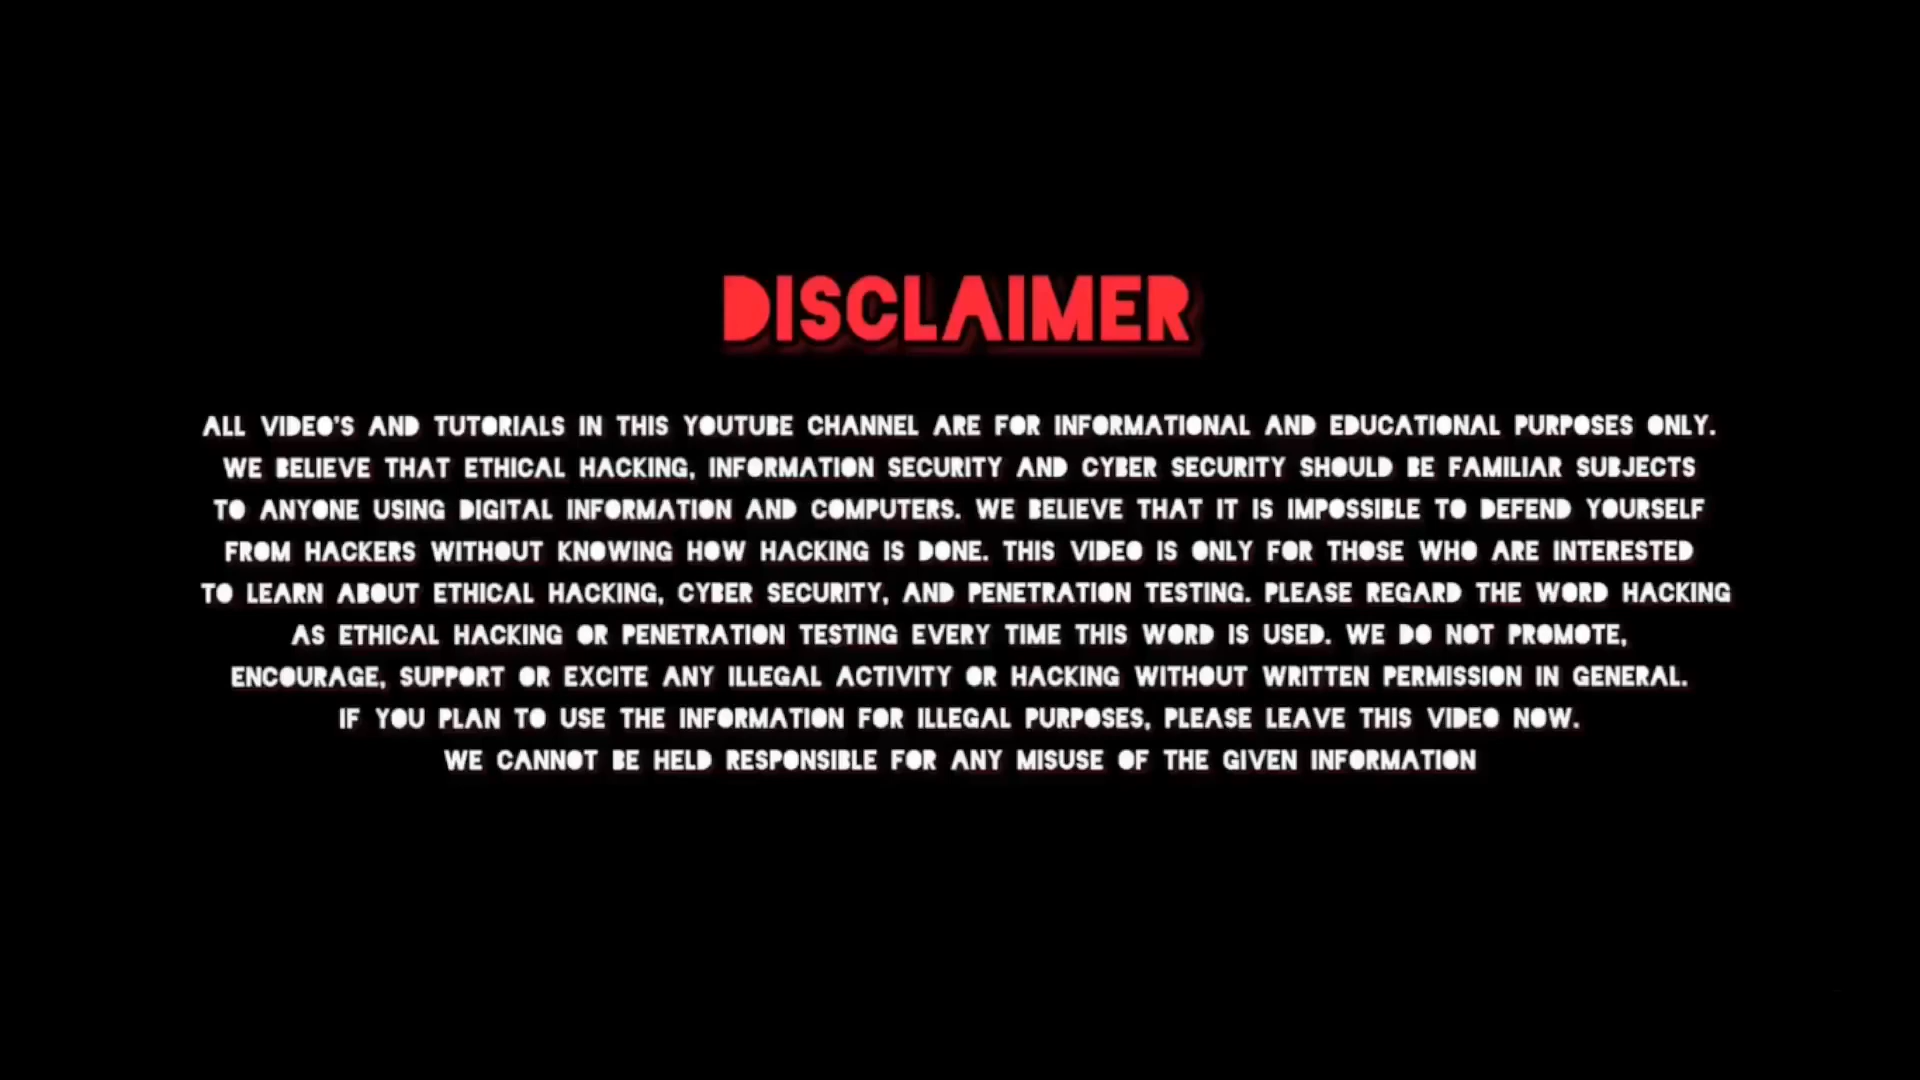 DISCLAIMER
ALL VIDEO'S AND TUTORIALS IN THIS YOUTUBE CHANNEL ARE FOR INFORMATIONAL AND EDUCATIONAL PURPOSES ONLY.
WE BELIEVE THAT ETHICAL HACKING, INFORMATION SECURITY AND CYBER SECURITY SHOULD BE FAMILIAR SUBJECTS
TO ANYONE USING DIGITAL INFORMATION AND COMPUTERS. WE BELIEVE THAT IT IS IMPOSSIBLE TO DEFEND YOURSELF
FROM HACKERS WITHOUT KNOWING HOW HACKING IS DONE. THIS VIDEO IS ONLY FOR THOSE WHO ARE INTERESTED
TO LEARN ABOUT ETHICAL HACKING, CYBER SECURITY, AND PENETRATION TESTING. PLEASE REGARD THE WORD HACKING
AS ETHICAL HACKING OR PENETRATION TESTING EVERY TIME THIS WORD IS USED. WE DO NOT PROMOTE,
ENCOURAGE, SUPPORT OR EXCITE ANY ILLEGAL ACTIVITY OR HACKING WITHOUT WRITTEN PERMISSION IN GENERAL.
IF YOU PLAN TO USE THE INFORMATION FOR ILLEGAL PURPOSES, PLEASE LEAVE THIS VIDEO NOW.
WE CANNOT BE HELD RESPONSIBLE FOR ANY MISUSE OF THE GIVEN INFORMATION